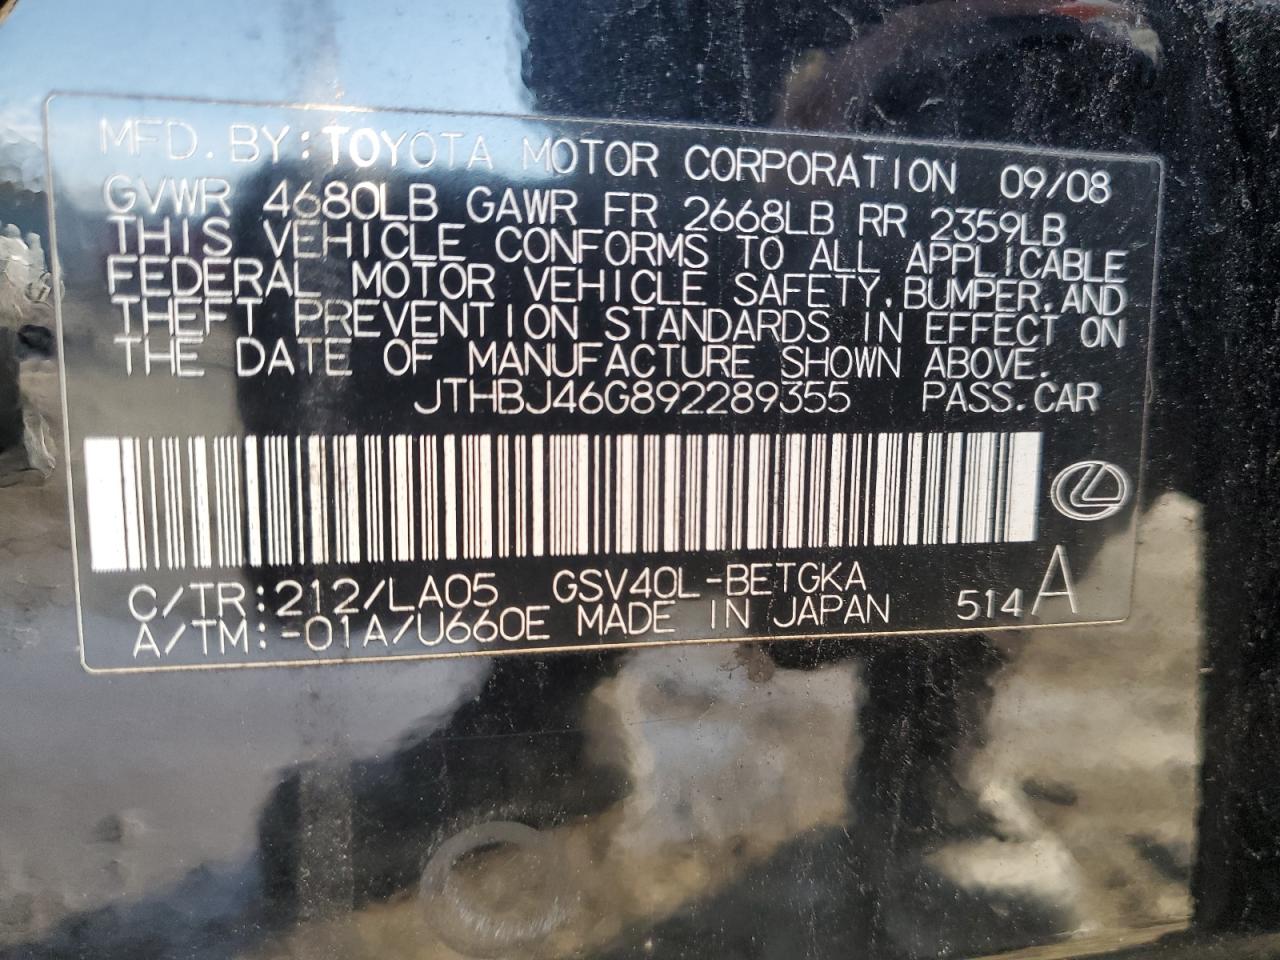 MFD. BY: TOYOTA MOTOR CORPORATION 09/08
GVWR 4680LB GAWR FR 2668LB RR 2359LB
THIS VEHICLE CONFORMS TO ALL APPLICABLE
FEDERAL MOTOR VEHICLE SAFETY, BUMPER, AND
THEFT PREVENTION STANDARDS IN EFFECT ON
THE DATE OF MANUFACTURE SHOWN ABOVE.
JTHBJ46G892289355 PASS. CAR
C/TR: 212/LA05 GSV40L-BETGKA
A/TM: -01A/U660E MADE IN JAPAN 514 A